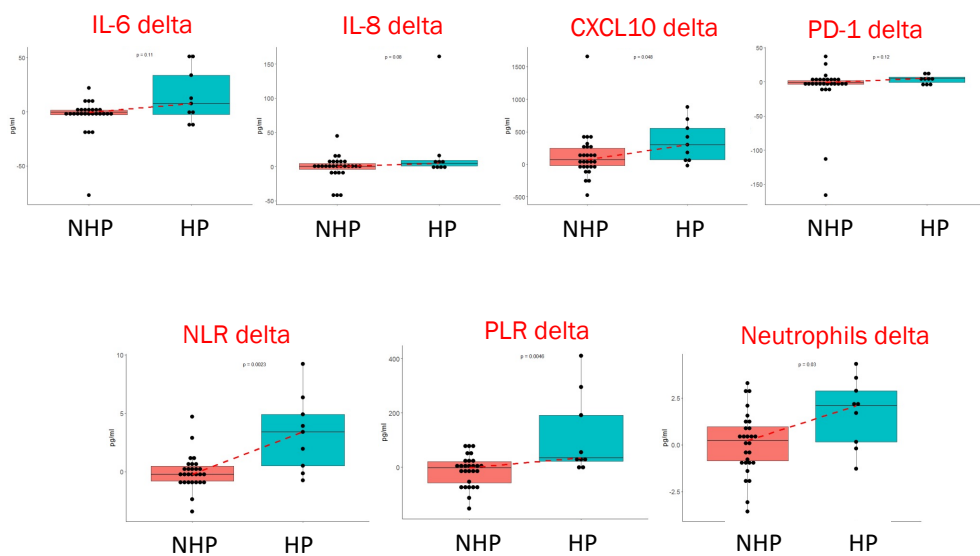 IL-6 delta
p = 0.11
50
0
-50
pg/ml
NHP HP
IL-8 delta
p = 0.08
150
100
50
0
-50
pg/ml
NHP HP
CXCL10 delta
p = 0.046
1500
1000
500
0
-500
pg/ml
NHP HP
PD-1 delta
p = 0.12
50
0
-50
-100
-150
pg/ml
NHP HP
NLR delta
p = 0.0023
10
5
0
pg/ml
NHP HP
PLR delta
p = 0.0046
400
200
0
pg/ml
NHP HP
Neutrophils delta
p = 0.03
2.5
0.0
-2.5
pg/ml
NHP HP